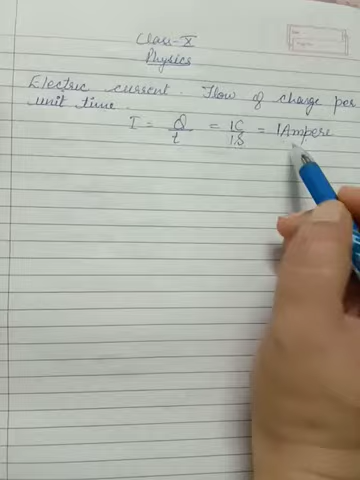 Class-X
Physics
Electric current. Flow of charge per
unit time.
I = Q/t = 1C/1S = 1Ampere